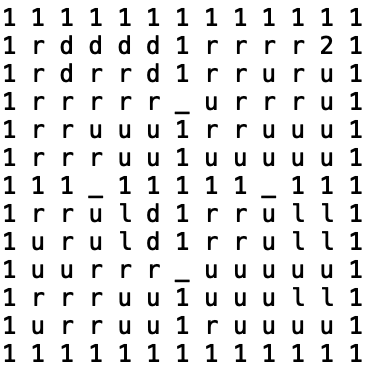 1 1 1 1 1 1 1 1 1 1 1 1 1
1 r d d d d 1 r r r r 2 1
1 r d r r d 1 r r u r u 1
1 r r r r r _ u r r r u 1
1 r r u u u 1 r r u u u 1
1 r r r u u 1 u u u u u 1
1 1 1 _ 1 1 1 1 1 _ 1 1 1
1 r r u l d 1 r r u l l 1
1 u r u l d 1 r r u l l 1
1 u u r r r _ u u u u u 1
1 r r r u u 1 u u u l l 1
1 u r r u u 1 r u u u u 1
1 1 1 1 1 1 1 1 1 1 1 1 1